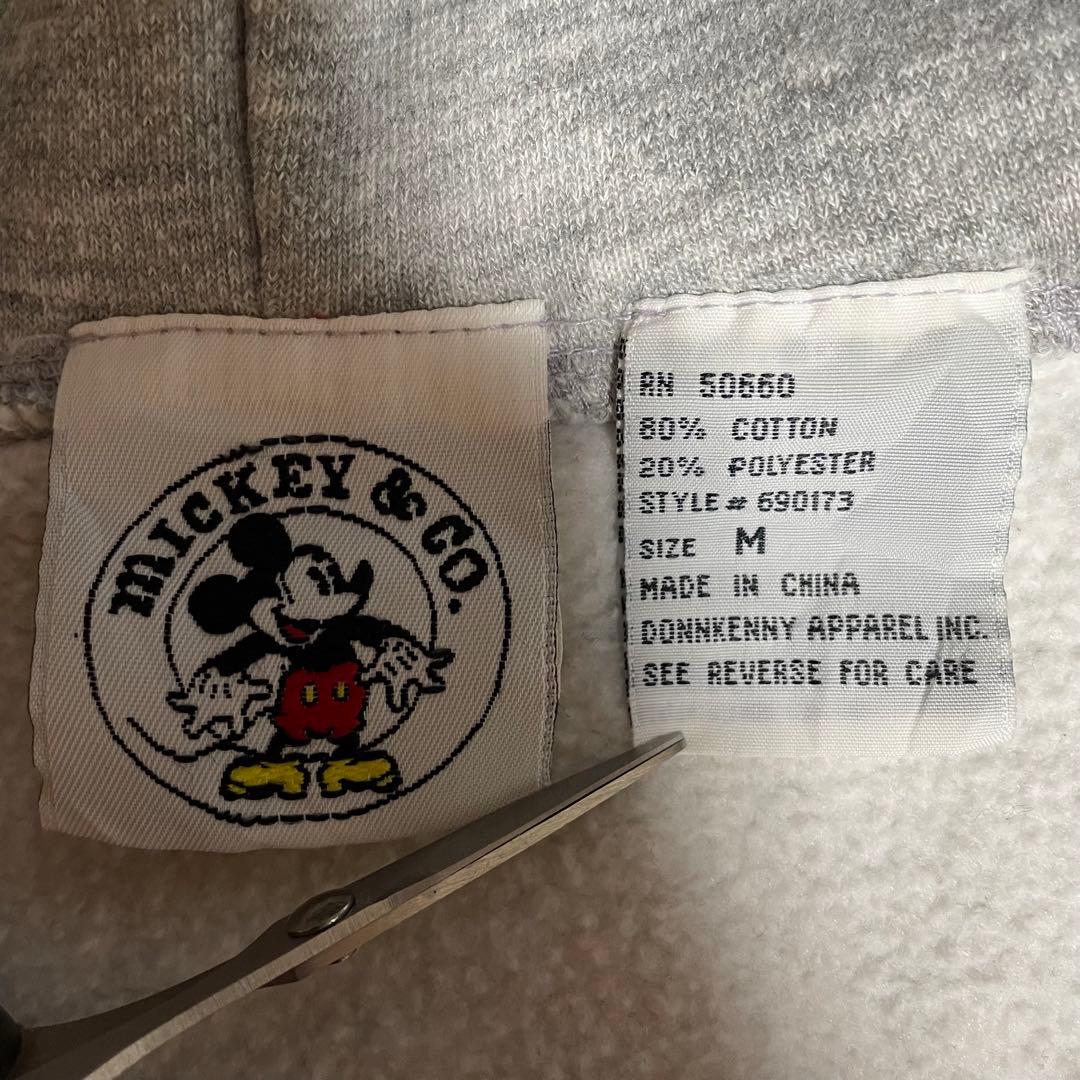 MICKEY & CO.
RN 50660
80% COTTON
20% POLYESTER
STYLE# 690173
SIZE M
MADE IN CHINA
DONNKENNY APPAREL INC.
SEE REVERSE FOR CARE